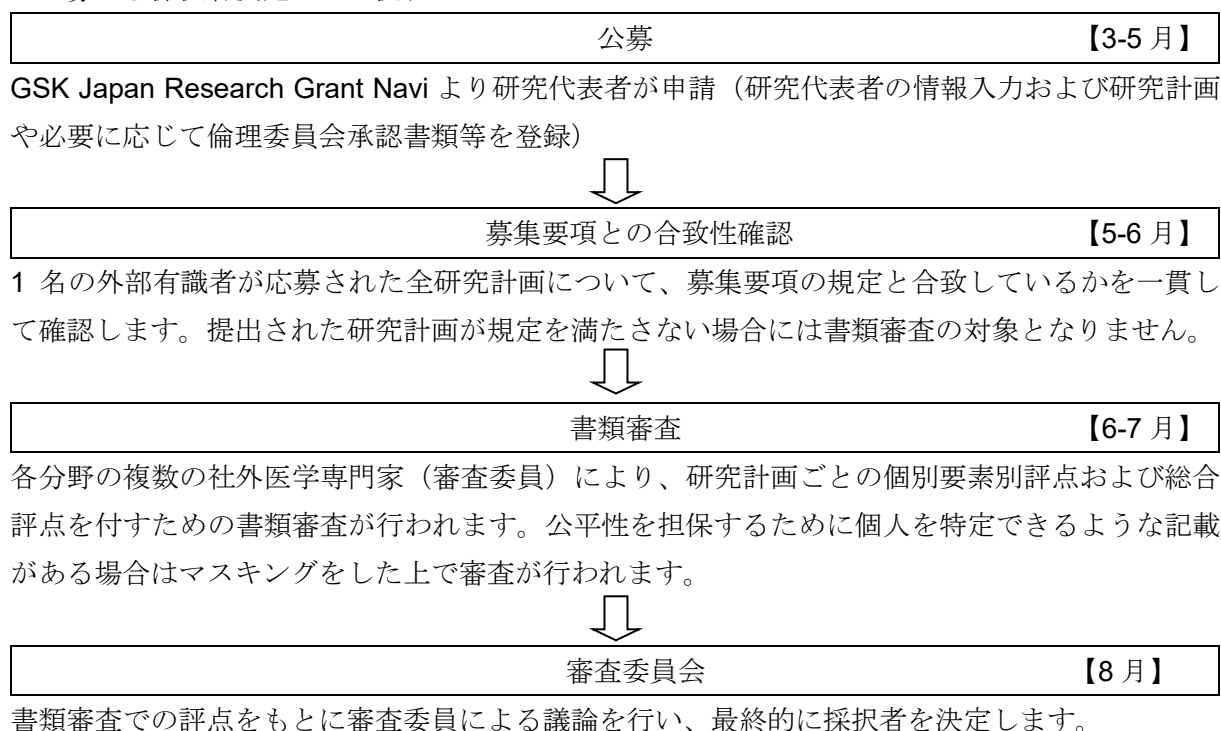 公募 【3-5 月】
GSK Japan Research Grant Navi より研究代表者が申請（研究代表者の情報入力および研究計画
や必要に応じて倫理委員会承認書類等を登録）
募集要項との合致性確認 【5-6 月】
1 名の外部有識者が応募された全研究計画について、募集要項の規定と合致しているかを一貫し
て確認します。提出された研究計画が規定を満たさない場合には書類審査の対象となりません。
書類審査 【6-7 月】
各分野の複数の社外医学専門家（審査委員）により、研究計画ごとの個別要素別評点および総合
評点を付すための書類審査が行われます。公平性を担保するために個人を特定できるような記載
がある場合はマスキングをした上で審査が行われます。
審査委員会 【8 月】
書類審査での評点をもとに審査委員による議論を行い、最終的に採択者を決定します。